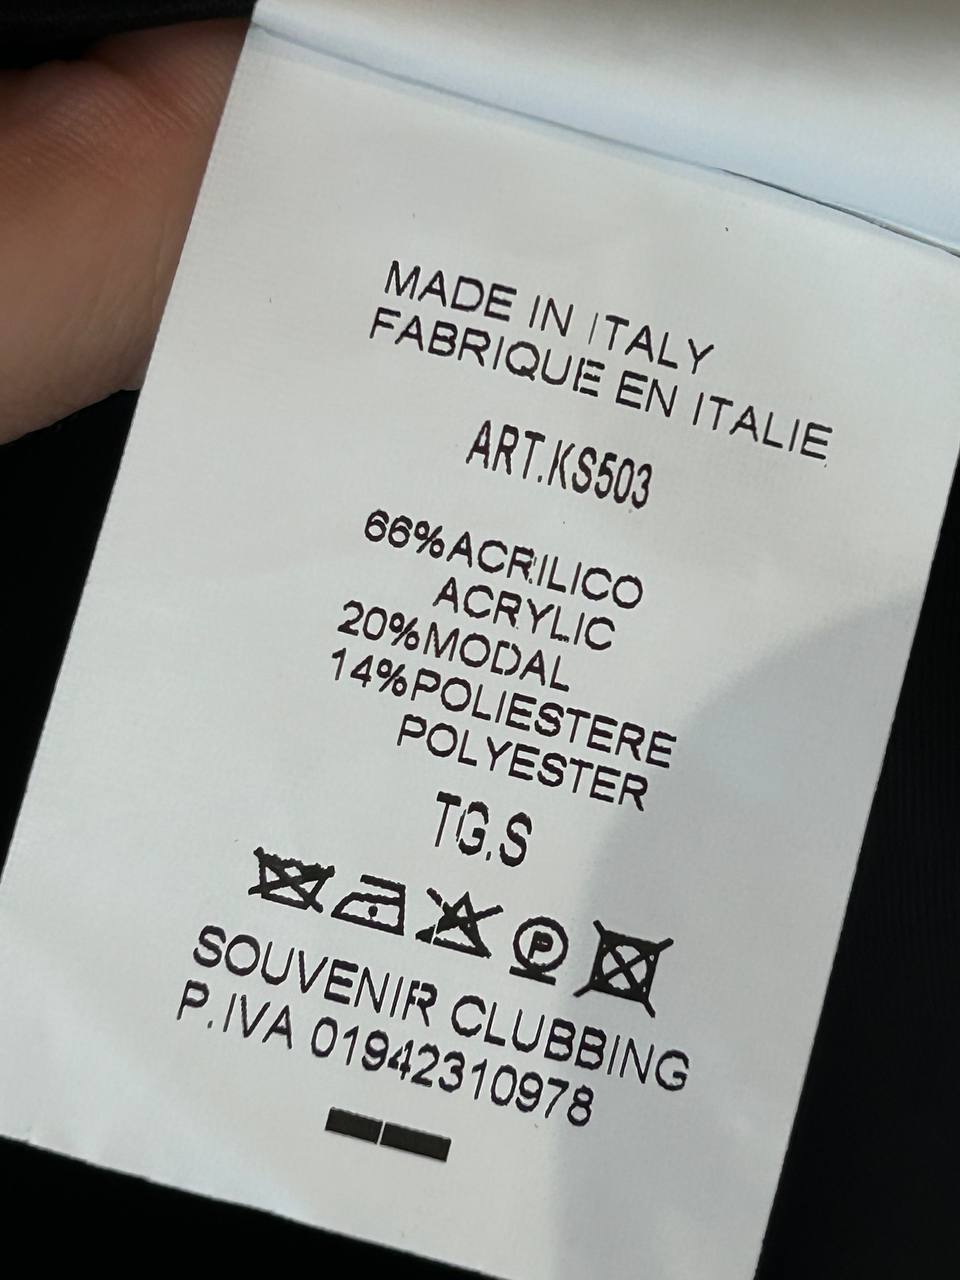 MADE IN ITALY
FABRIQUE EN ITALIE
ART.KS503
66%ACRILICO
ACRYLIC
20%MODAL
14%POLIESTERE
POLYESTER
TG.S
P
SOUVENIR CLUBBING
P.IVA 01942310978